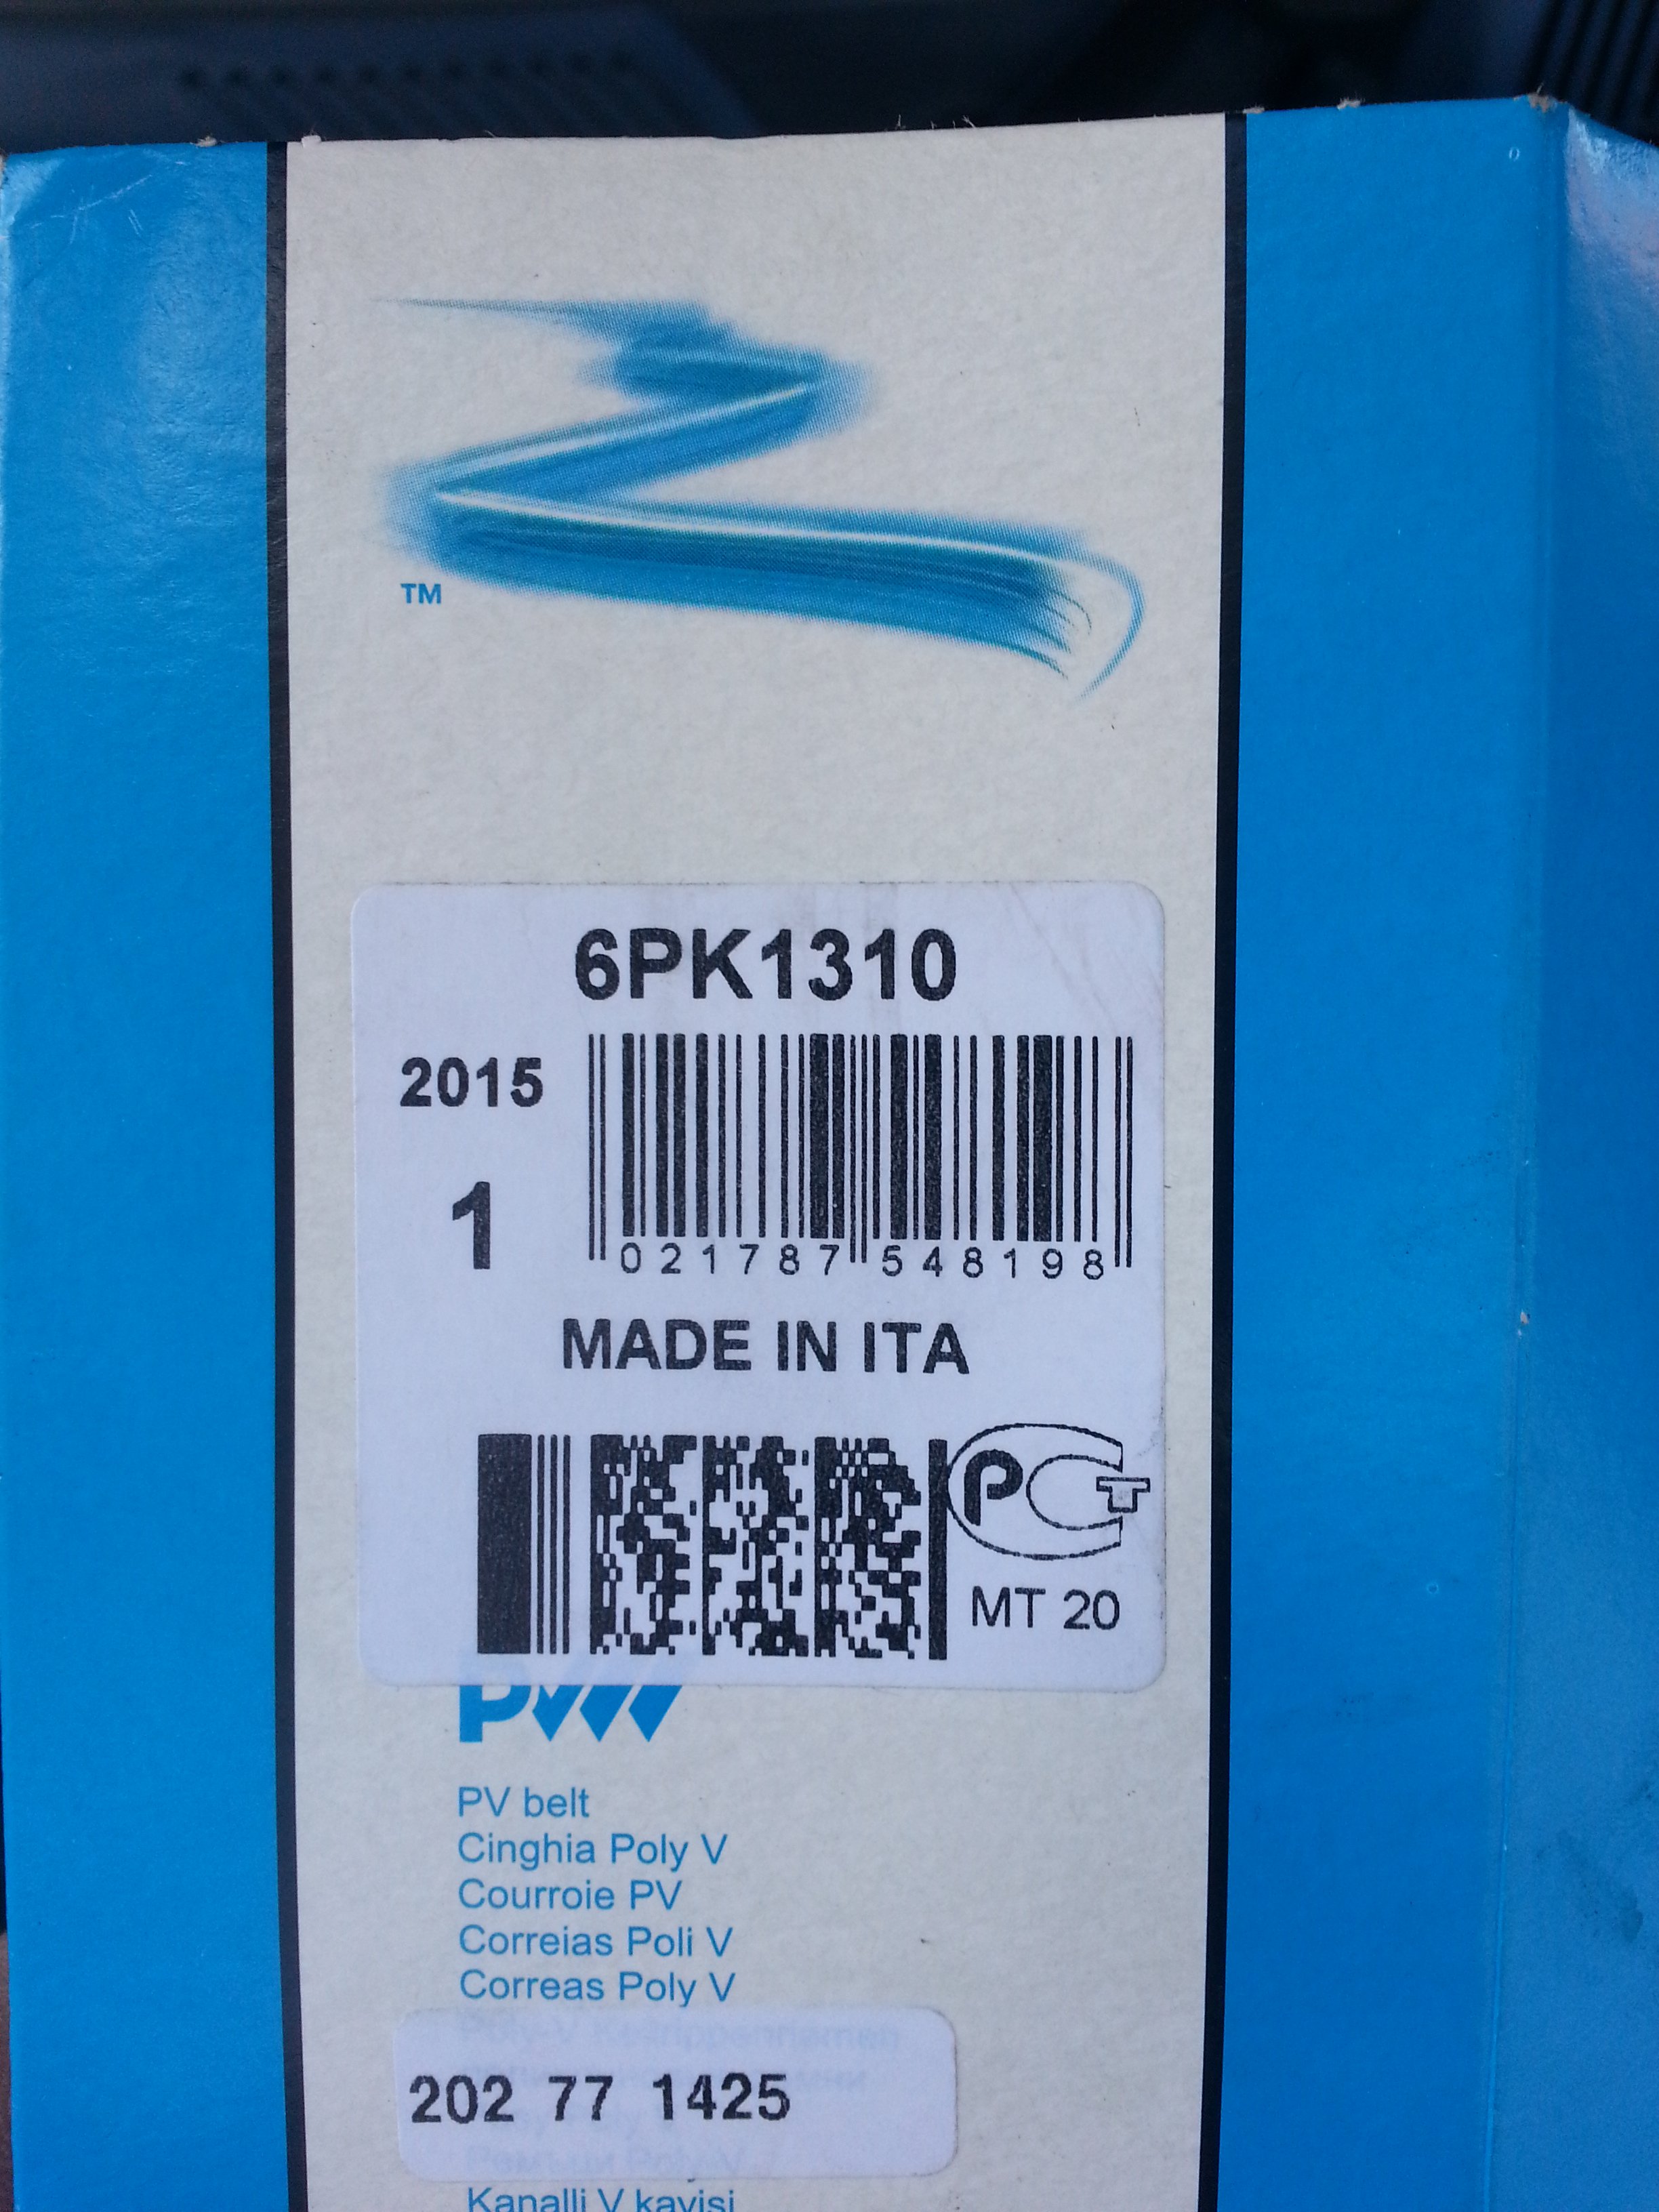 TM
6PK1310
2015
1
021787 548198
MADE IN ITA
PCT
MT 20
PV belt
Cinghia Poly V
Courroie PV
Correias Poli V
Correas Poly V
202 77 1425
Kanalli V kayisi